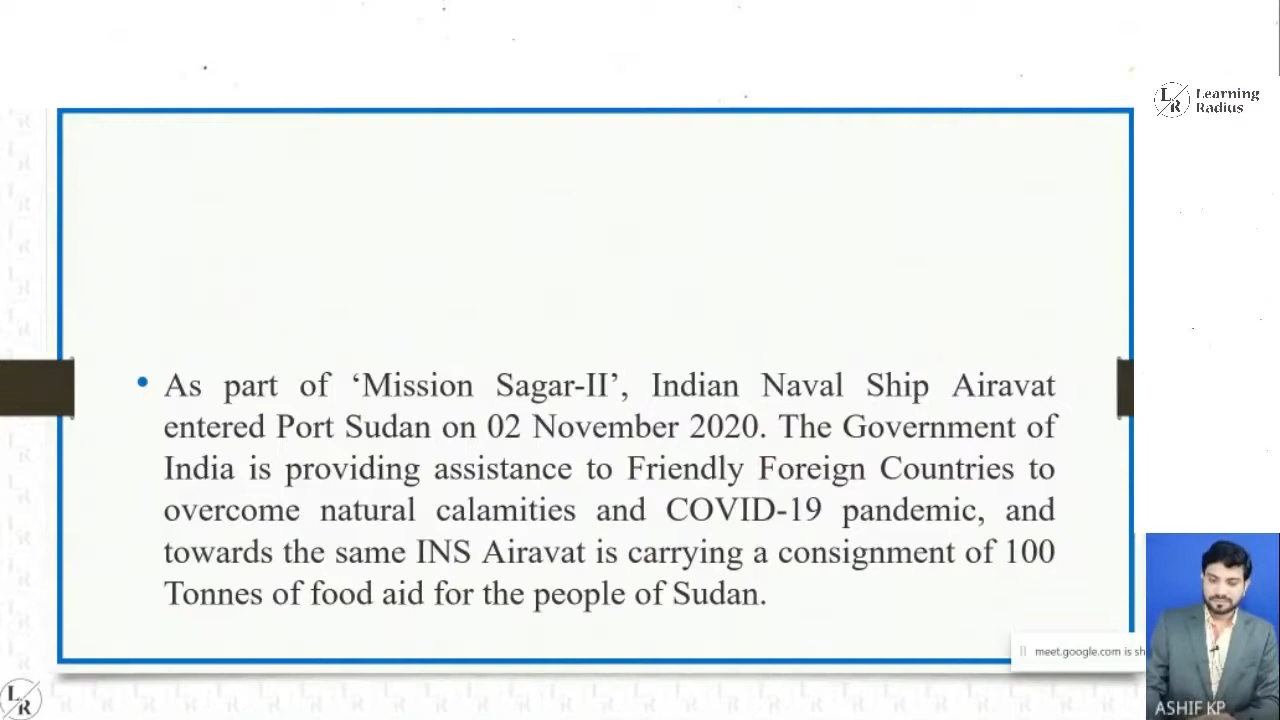 L
R
Learning
Radius
• As part of ‘Mission Sagar-II’, Indian Naval Ship Airavat
entered Port Sudan on 02 November 2020. The Government of
India is providing assistance to Friendly Foreign Countries to
overcome natural calamities and COVID-19 pandemic, and
towards the same INS Airavat is carrying a consignment of 100
Tonnes of food aid for the people of Sudan.
meet.google.com is sh
L
R
ASHIF KP